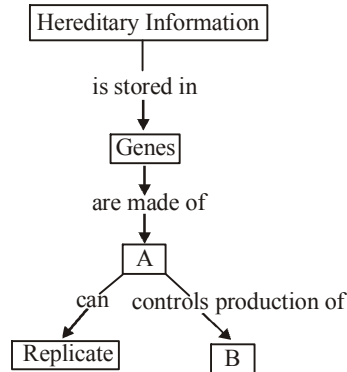 Hereditary Information
is stored in
Genes
are made of
A
can controls production of
Replicate B